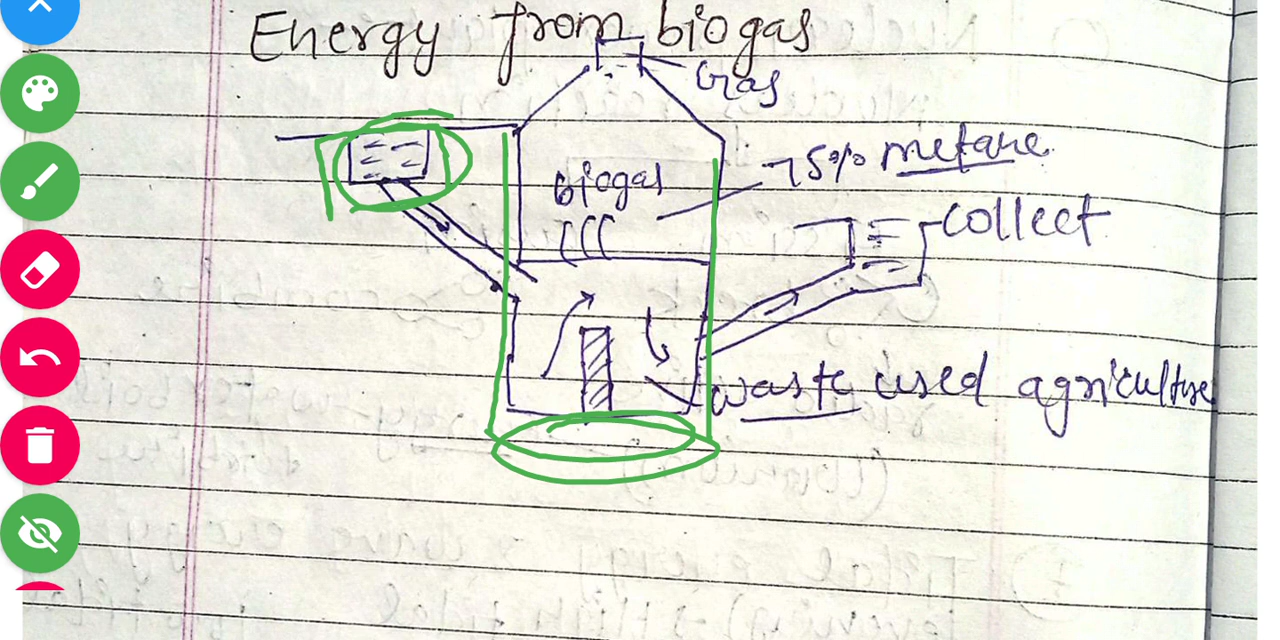 Energy from biogas
Gas
biogas
75% metane
collect
waste used agriculture